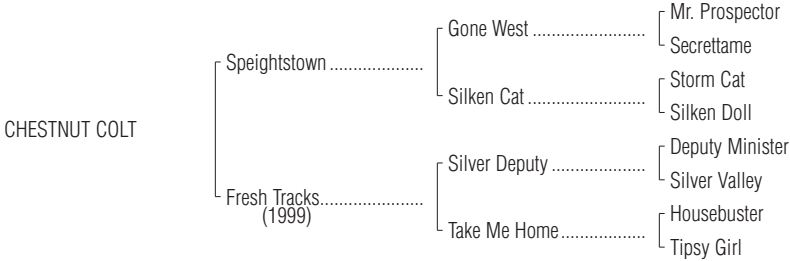 Mr. Prospector
Gone West ........................
Secrettame
Speightstown ....................
Storm Cat
Silken Cat .........................
Silken Doll
CHESTNUT COLT
Deputy Minister
Silver Deputy ....................
Silver Valley
Fresh Tracks......................
(1999)
Housebuster
Take Me Home..................
Tipsy Girl